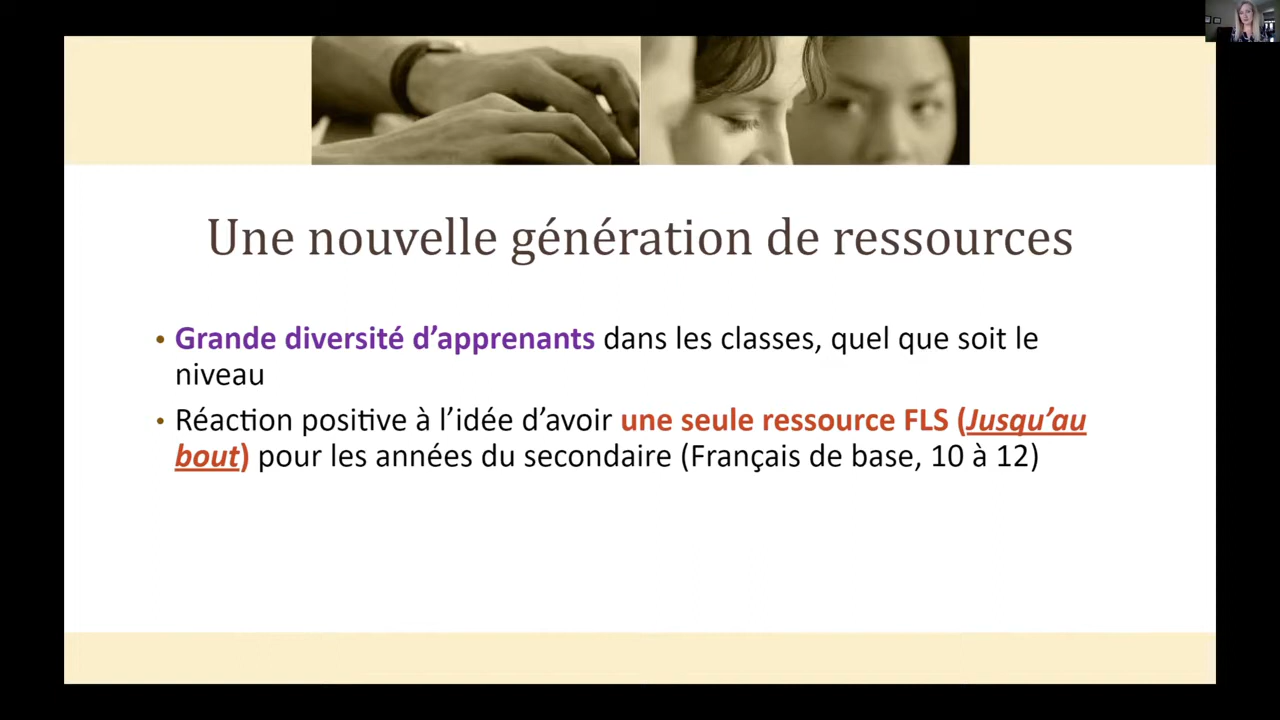 Une nouvelle génération de ressources
• Grande diversité d’apprenants dans les classes, quel que soit le
niveau
• Réaction positive à l’idée d’avoir une seule ressource FLS (Jusqu’au
bout) pour les années du secondaire (Français de base, 10 à 12)